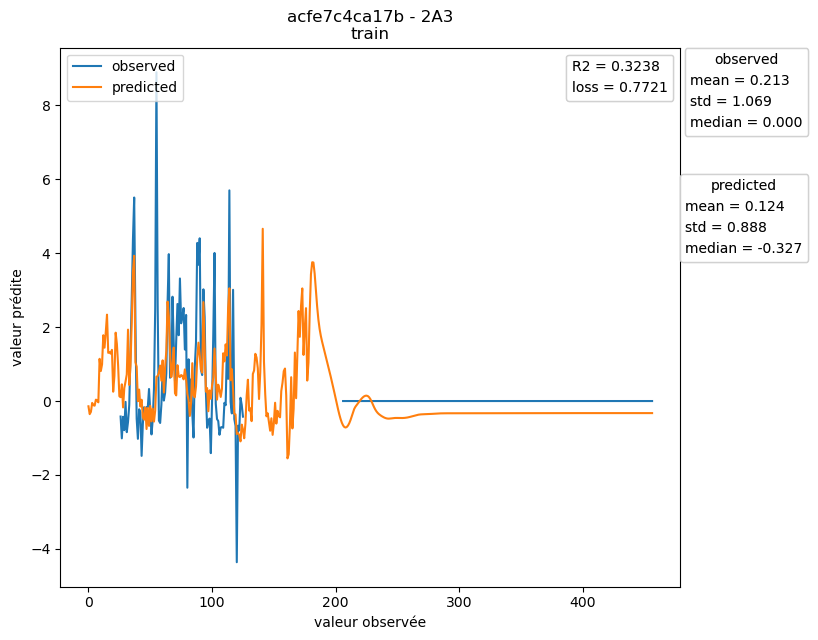 acfe7c4ca17b - 2A3
train
observed
predicted
R2 = 0.3238
loss = 0.7721
observed
mean = 0.213
std = 1.069
median = 0.000
predicted
mean = 0.124
std = 0.888
median = -0.327
valeur prédite
8
6
4
2
0
−2
−4
0
100
200
300
400
valeur observée